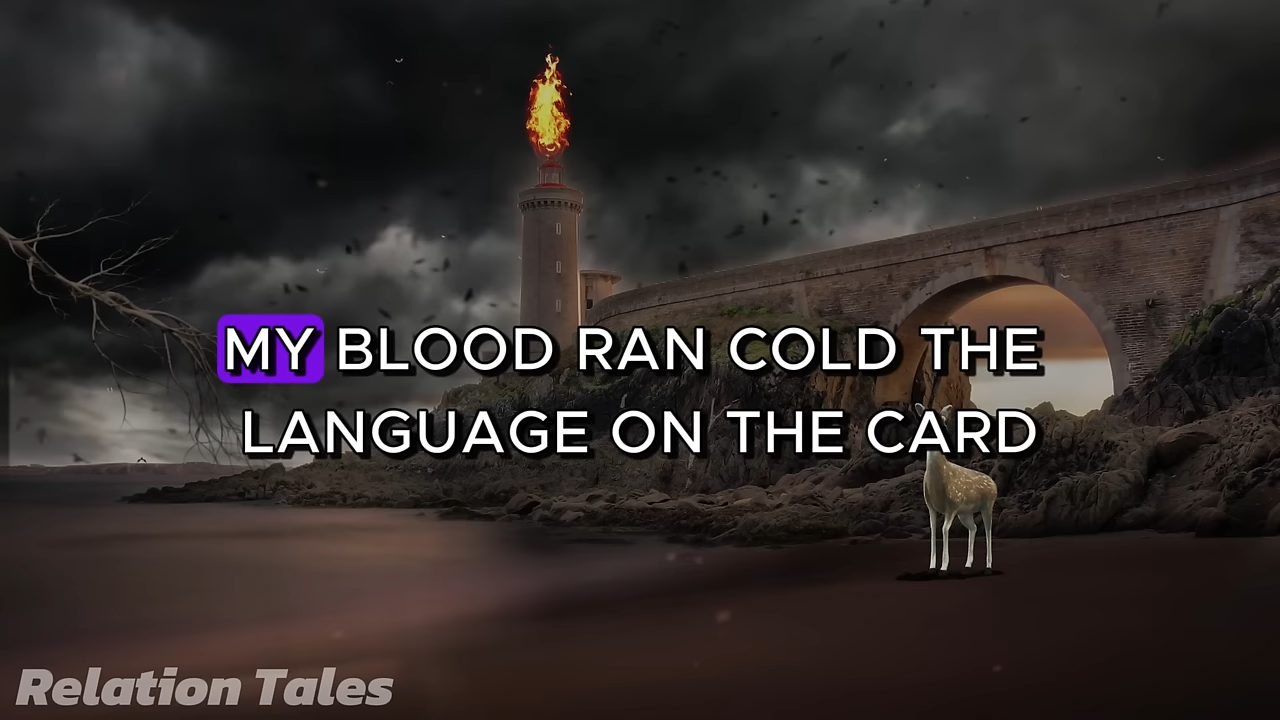 MY BLOOD RAN COLD THE
LANGUAGE ON THE CARD
Relation Tales